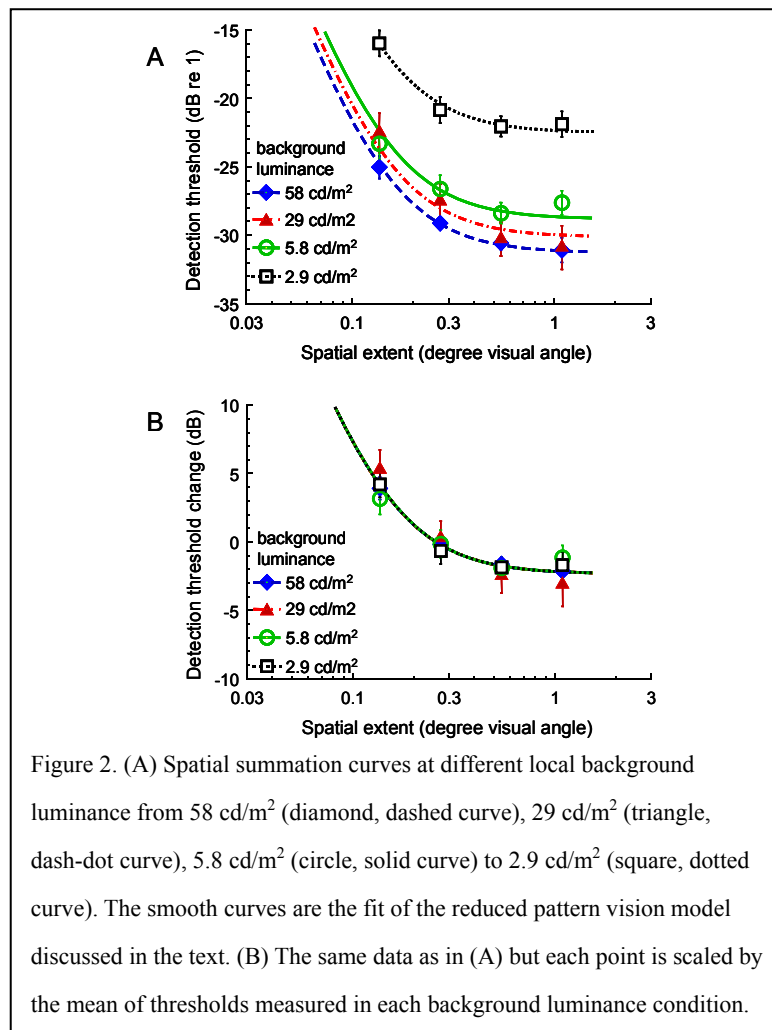 A
-15
-20
-25
-30
-35
Detection threshold (dB re 1)
background
luminance
58 cd/m²
29 cd/m2
5.8 cd/m²
2.9 cd/m²
0.03 0.1 0.3 1 3
Spatial extent (degree visual angle)
B
10
5
0
-5
-10
Detection threshold change (dB)
background
luminance
58 cd/m²
29 cd/m2
5.8 cd/m²
2.9 cd/m²
0.03 0.1 0.3 1 3
Spatial extent (degree visual angle)
Figure 2. (A) Spatial summation curves at different local background
luminance from 58 cd/m² (diamond, dashed curve), 29 cd/m² (triangle,
dash-dot curve), 5.8 cd/m² (circle, solid curve) to 2.9 cd/m² (square, dotted
curve). The smooth curves are the fit of the reduced pattern vision model
discussed in the text. (B) The same data as in (A) but each point is scaled by
the mean of thresholds measured in each background luminance condition.